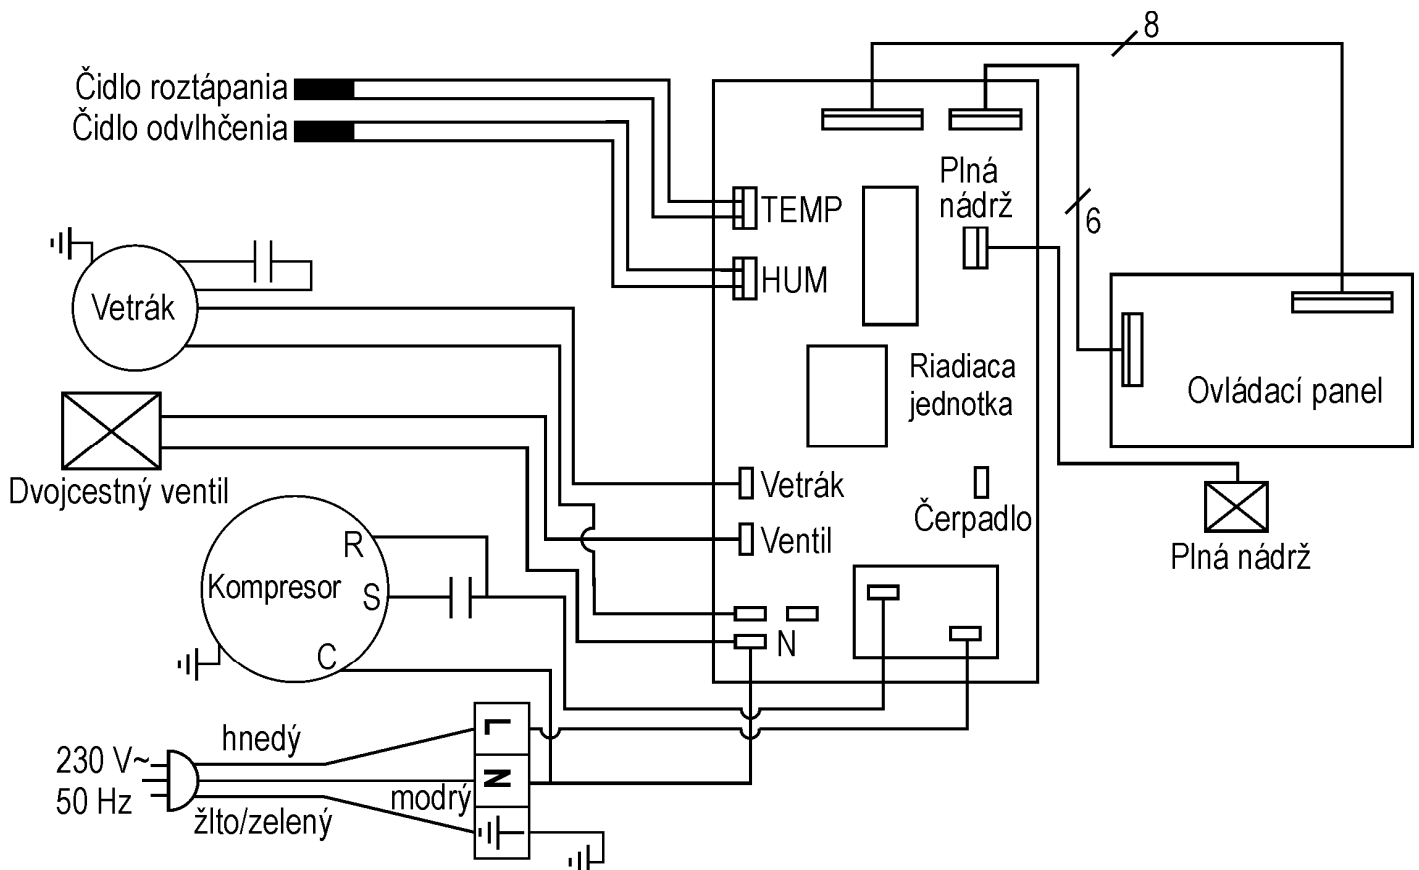 8
Čidlo roztápania
Čidlo odvlhčenia
Plná
nádrž
TEMP
6
HUM
Vetrák
Riadiaca
jednotka
Ovládací panel
Dvojcestný ventil
Vetrák
Čerpadlo
Ventil
Plná nádrž
R
Kompresor
S
C
N
L
hnedý
230 V~
50 Hz
N
modrý
žlto/zelený